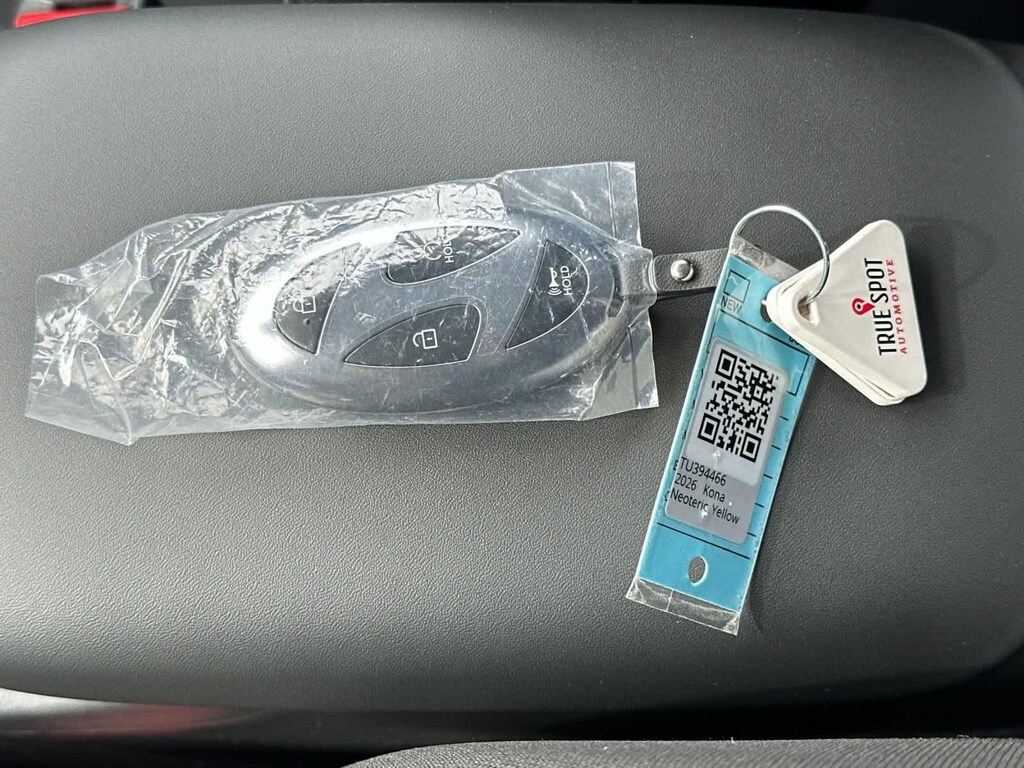 HOLD
HOLD
NEW
TU394466
2026 Kona
Neoteric Yellow
TRUE SPOT
AUTOMOTIVE